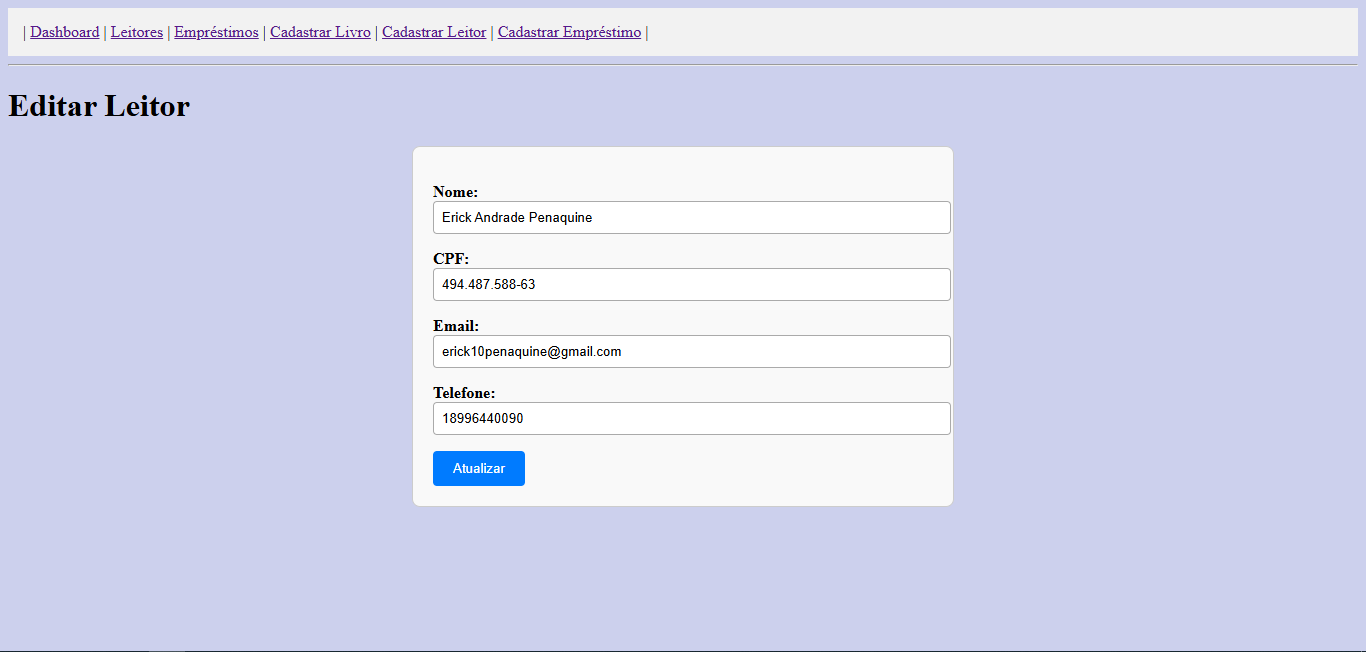 | Dashboard | Leitores | Empréstimos | Cadastrar Livro | Cadastrar Leitor | Cadastrar Empréstimo |
Editar Leitor
Nome:
Erick Andrade Penaquine
CPF:
494.487.588-63
Email:
erick10penaquine@gmail.com
Telefone:
18996440090
Atualizar